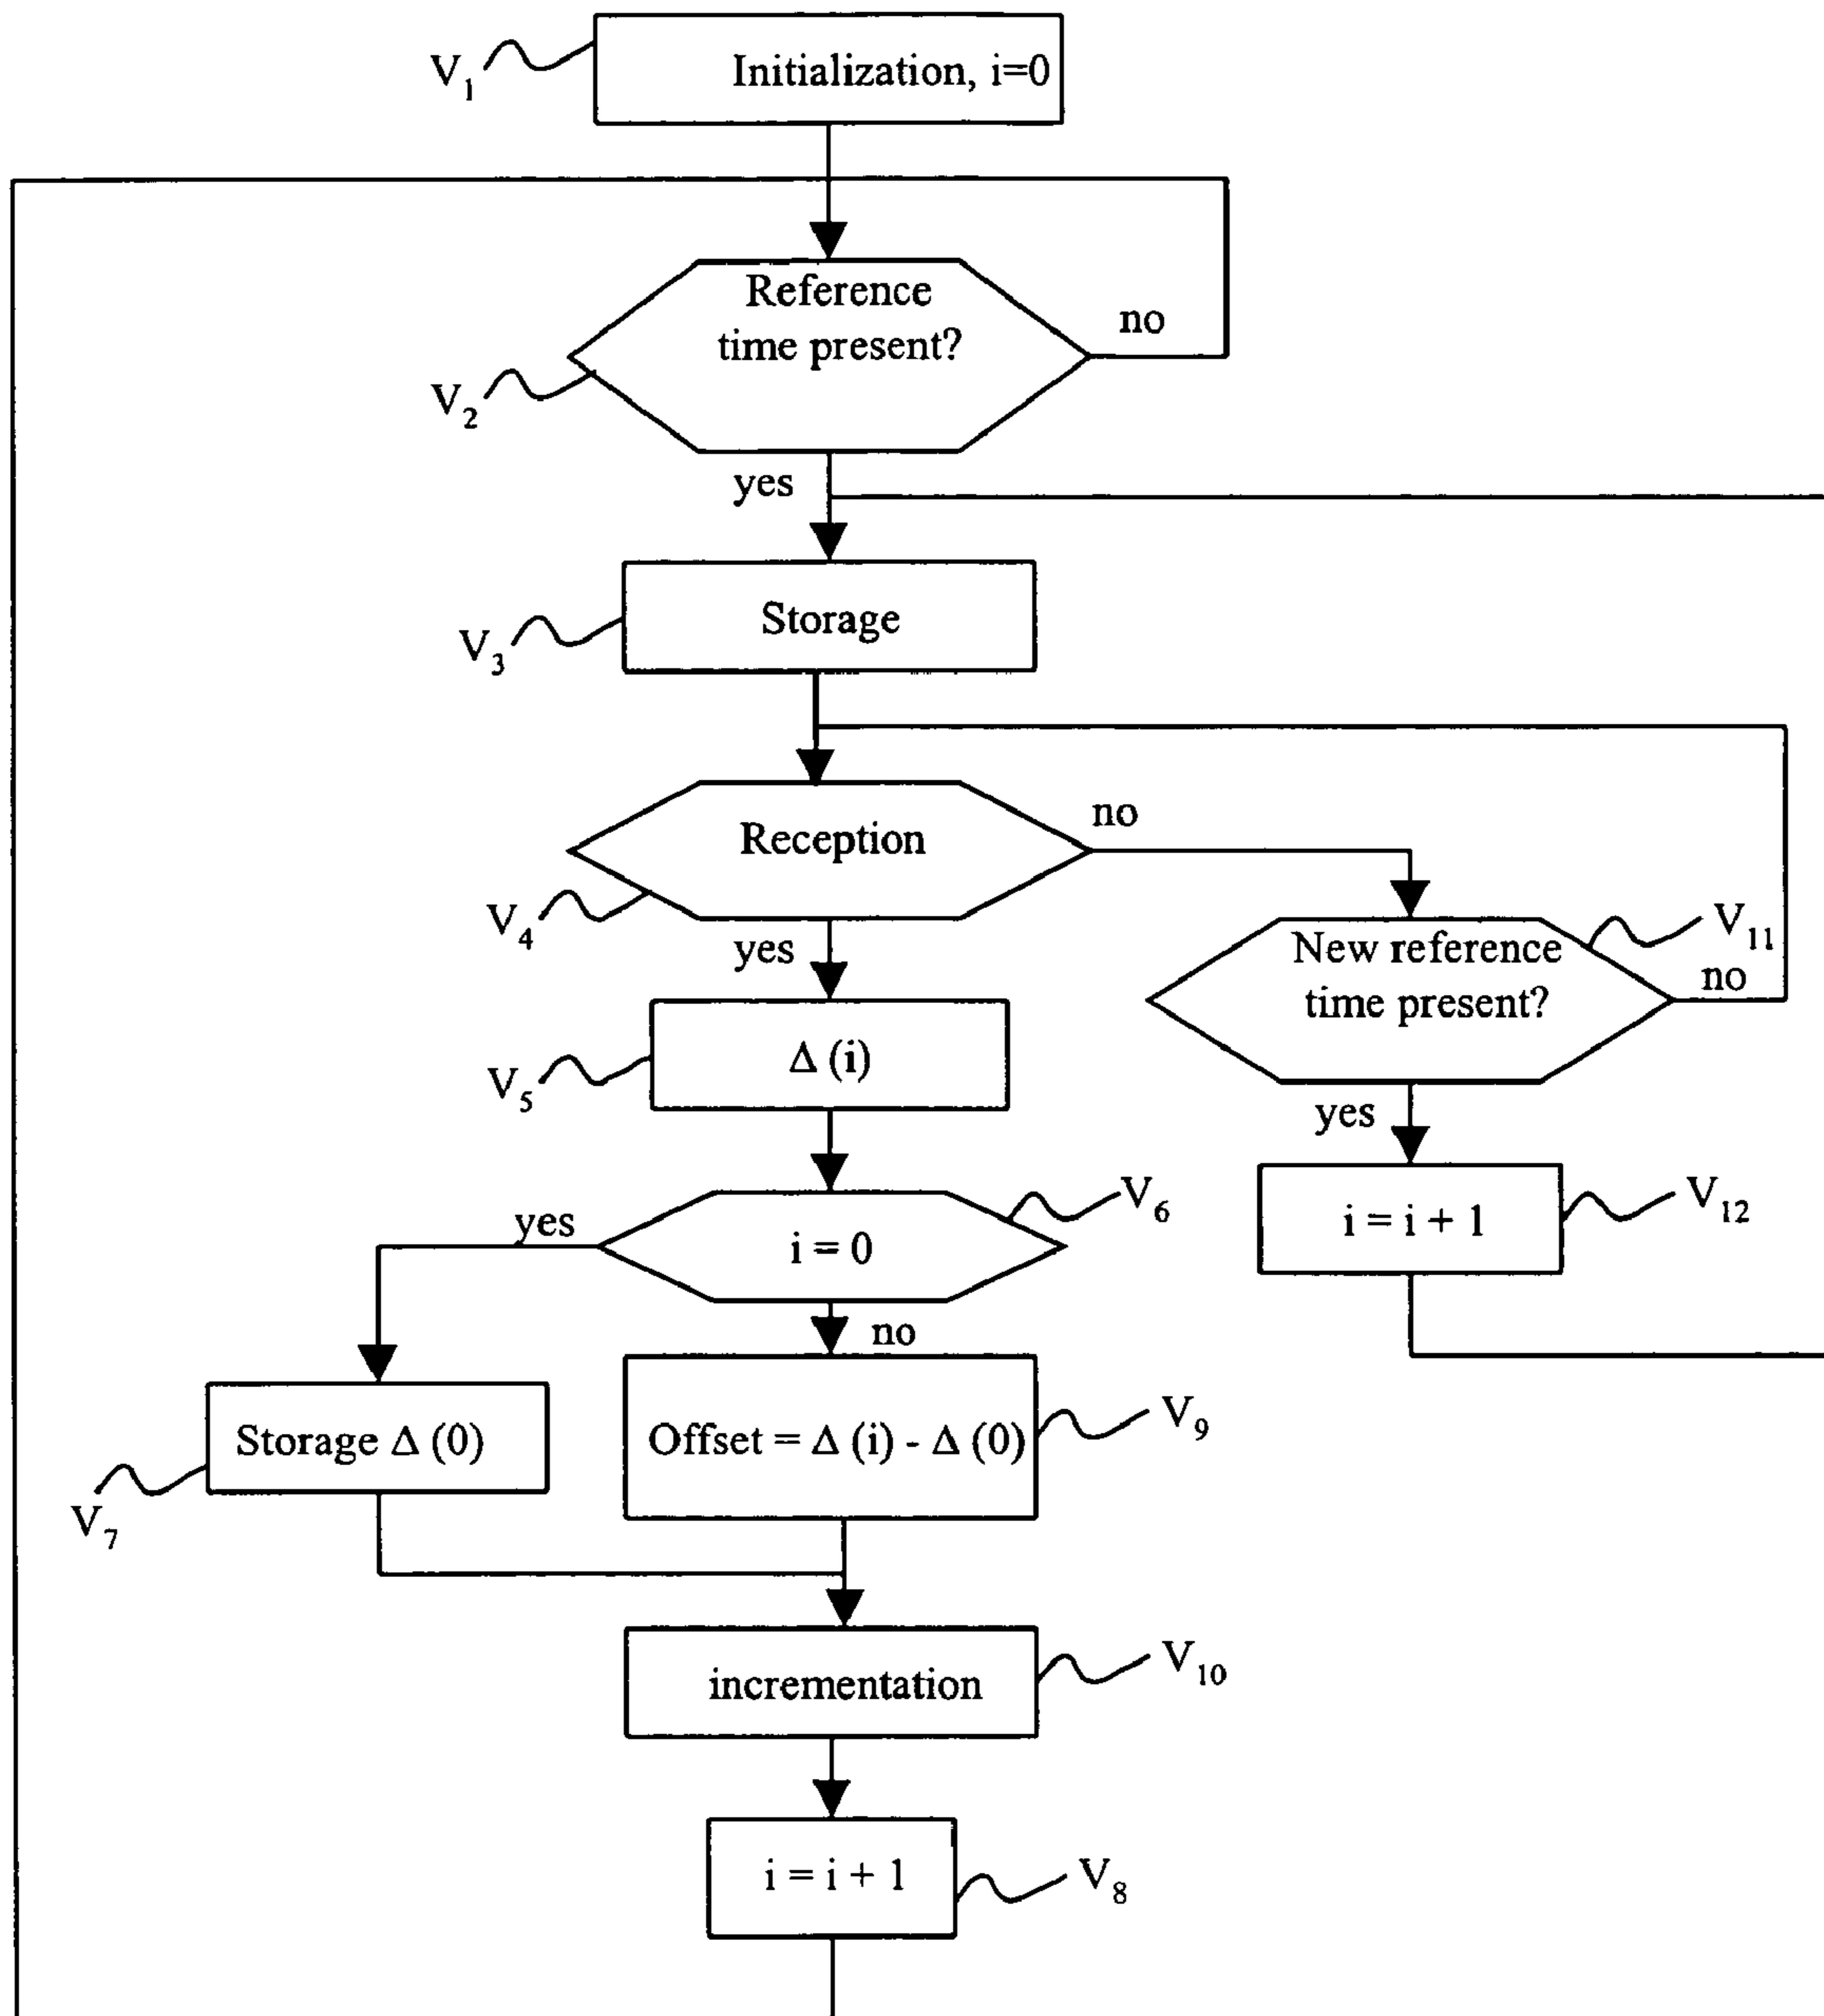 V1
Initialization, i=0
Reference
time present?
no
V2
yes
Storage
V3
Reception
no
V4
yes
New reference
time present?
V11
no
Δ (i)
V5
yes
i = i + 1
V12
i = 0
V6
yes
no
Storage Δ (0)
V7
Offset = Δ (i) - Δ (0)
V9
incrementation
V10
i = i + 1
V8